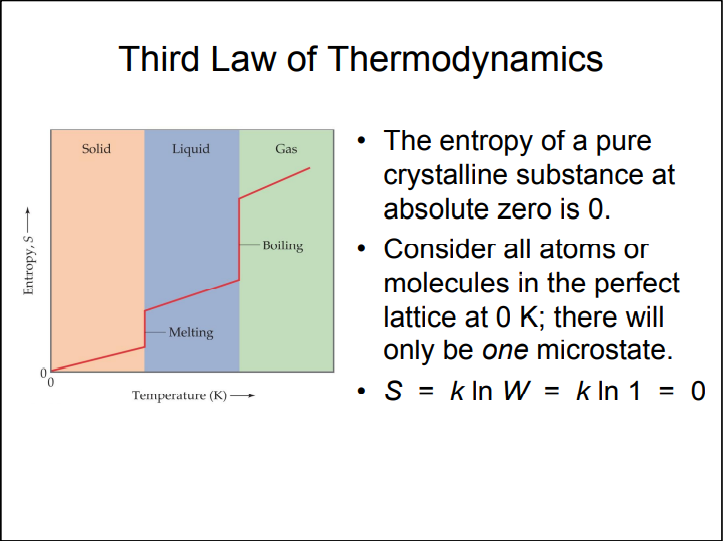 Third Law of Thermodynamics
Solid Liquid Gas
Boiling
Melting
Entropy, S →
0
0
Temperature (K) →
• The entropy of a pure
crystalline substance at
absolute zero is 0.
• Consider all atoms or
molecules in the perfect
lattice at 0 K; there will
only be one microstate.
• S = k ln W = k ln 1 = 0